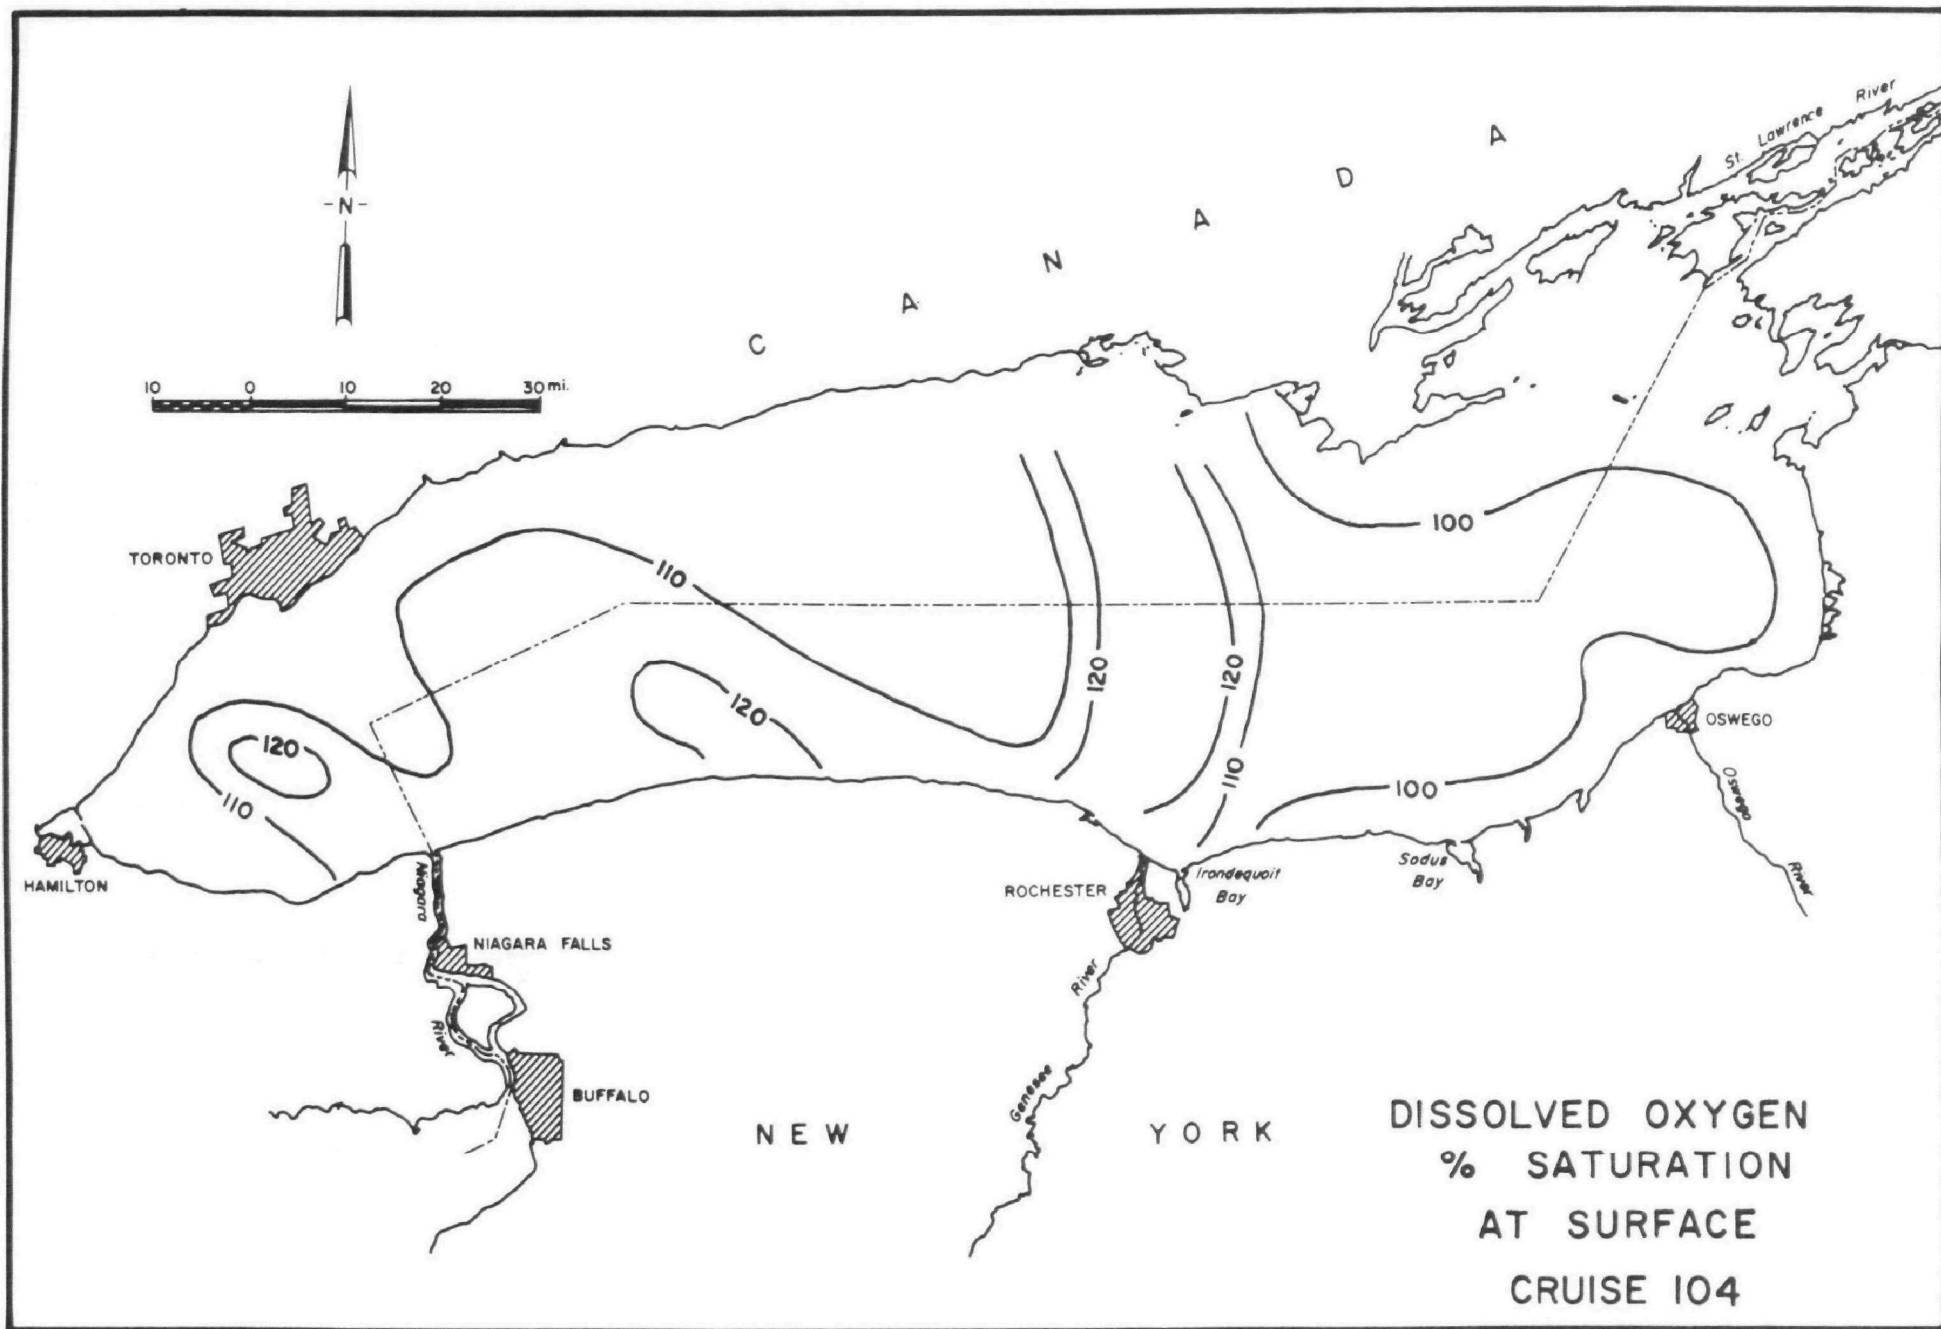 St. Lawrence River
C A N A D A
-N-
10 0 10 20 30 mi.
TORONTO
100
110
120
120
120
120
110
110
100
OSWEGO
Oswego
River
HAMILTON
Niagara
River
ROCHESTER
Irondequoit
Bay
Sodus
Bay
NIAGARA FALLS
River
Genesee
BUFFALO
NEW YORK
DISSOLVED OXYGEN
% SATURATION
AT SURFACE
CRUISE 104